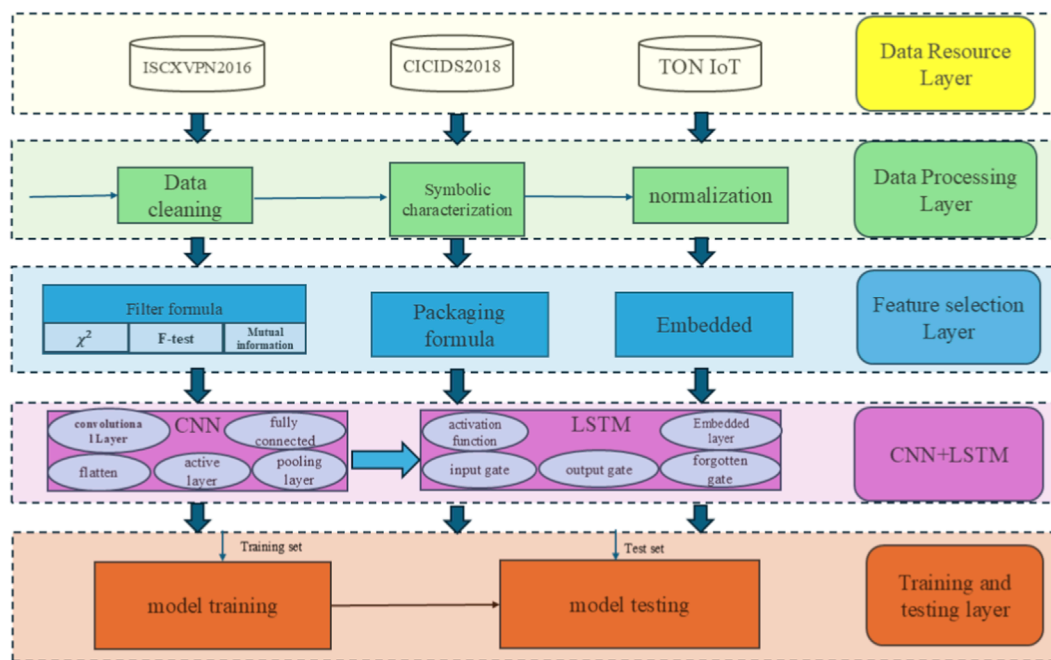 ISCXVPN2016
CICIDS2018
TON IoT
Data Resource
Layer
Data
cleaning
Symbolic
characterization
normalization
Data Processing
Layer
Filter formula
χ²
F-test
Mutual
information
Packaging
formula
Embedded
Feature selection
Layer
CNN
convolutiona
l Layer
fully
connected
flatten
active
layer
pooling
layer
LSTM
activation
function
Embedded
layer
input gate
output gate
forgotten
gate
CNN+LSTM
Training set
model training
Test set
model testing
Training and
testing layer